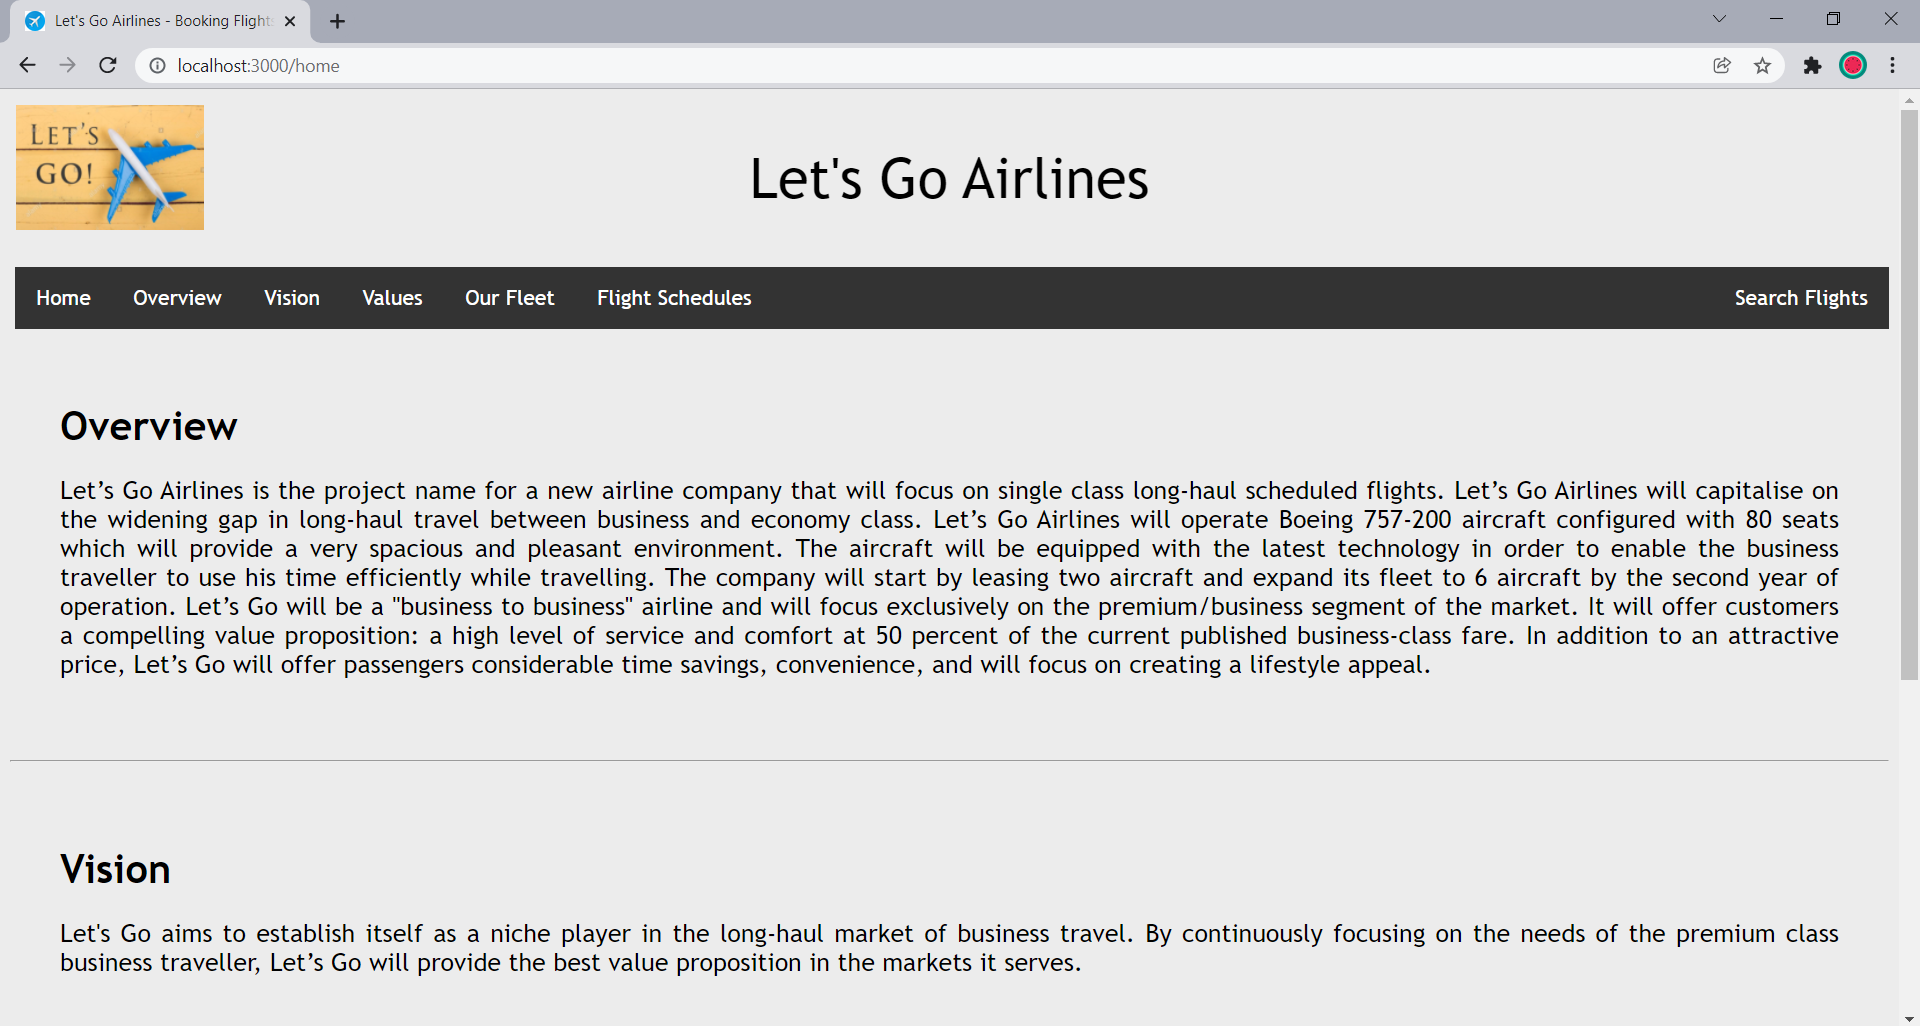 Let's Go Airlines - Booking Flight
localhost:3000/home
LET'S
GO!
Let's Go Airlines
Home Overview Vision Values Our Fleet Flight Schedules Search Flights
Overview
Let’s Go Airlines is the project name for a new airline company that will focus on single class long-haul scheduled flights. Let’s Go Airlines will capitalise on
the widening gap in long-haul travel between business and economy class. Let’s Go Airlines will operate Boeing 757-200 aircraft configured with 80 seats
which will provide a very spacious and pleasant environment. The aircraft will be equipped with the latest technology in order to enable the business
traveller to use his time efficiently while travelling. The company will start by leasing two aircraft and expand its fleet to 6 aircraft by the second year of
operation. Let’s Go will be a "business to business" airline and will focus exclusively on the premium/business segment of the market. It will offer customers
a compelling value proposition: a high level of service and comfort at 50 percent of the current published business-class fare. In addition to an attractive
price, Let’s Go will offer passengers considerable time savings, convenience, and will focus on creating a lifestyle appeal.
Vision
Let's Go aims to establish itself as a niche player in the long-haul market of business travel. By continuously focusing on the needs of the premium class
business traveller, Let’s Go will provide the best value proposition in the markets it serves.